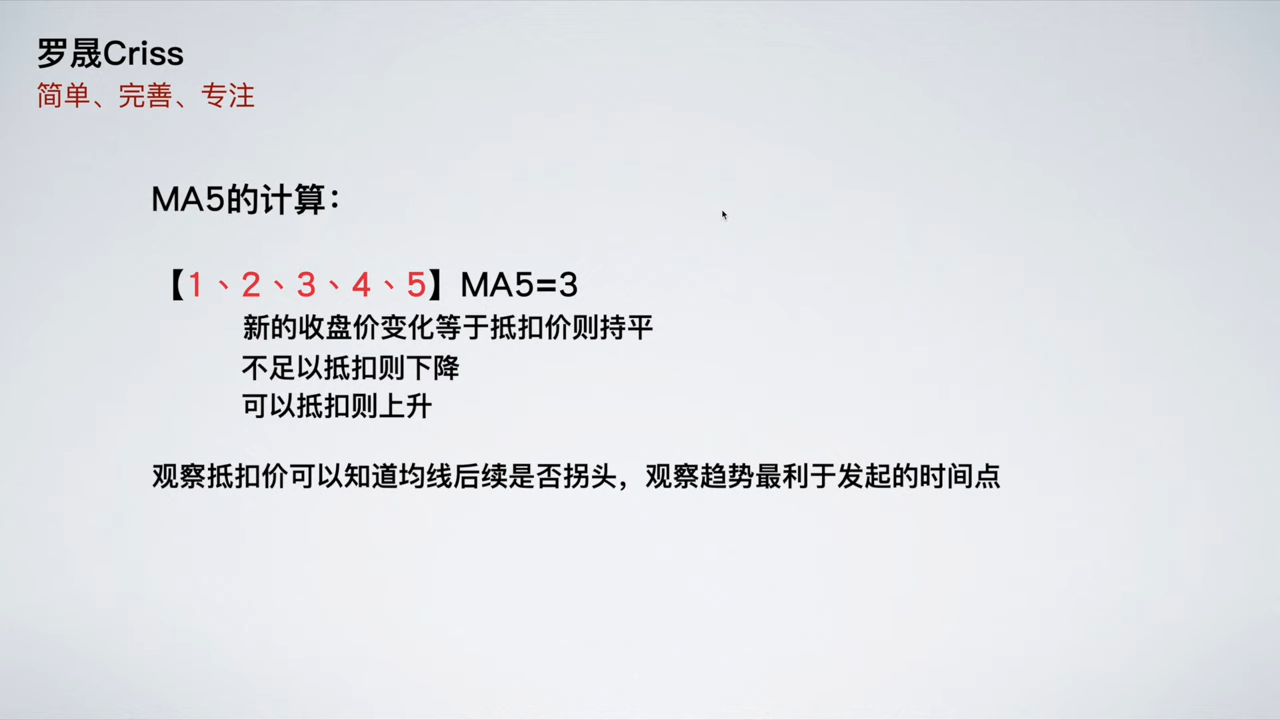 罗晟Criss
简单、完善、专注
MA5的计算：
【1、2、3、4、5】MA5=3
新的收盘价变化等于抵扣价则持平
不足以抵扣则下降
可以抵扣则上升
观察抵扣价可以知道均线后续是否拐头，观察趋势最利于发起的时间点